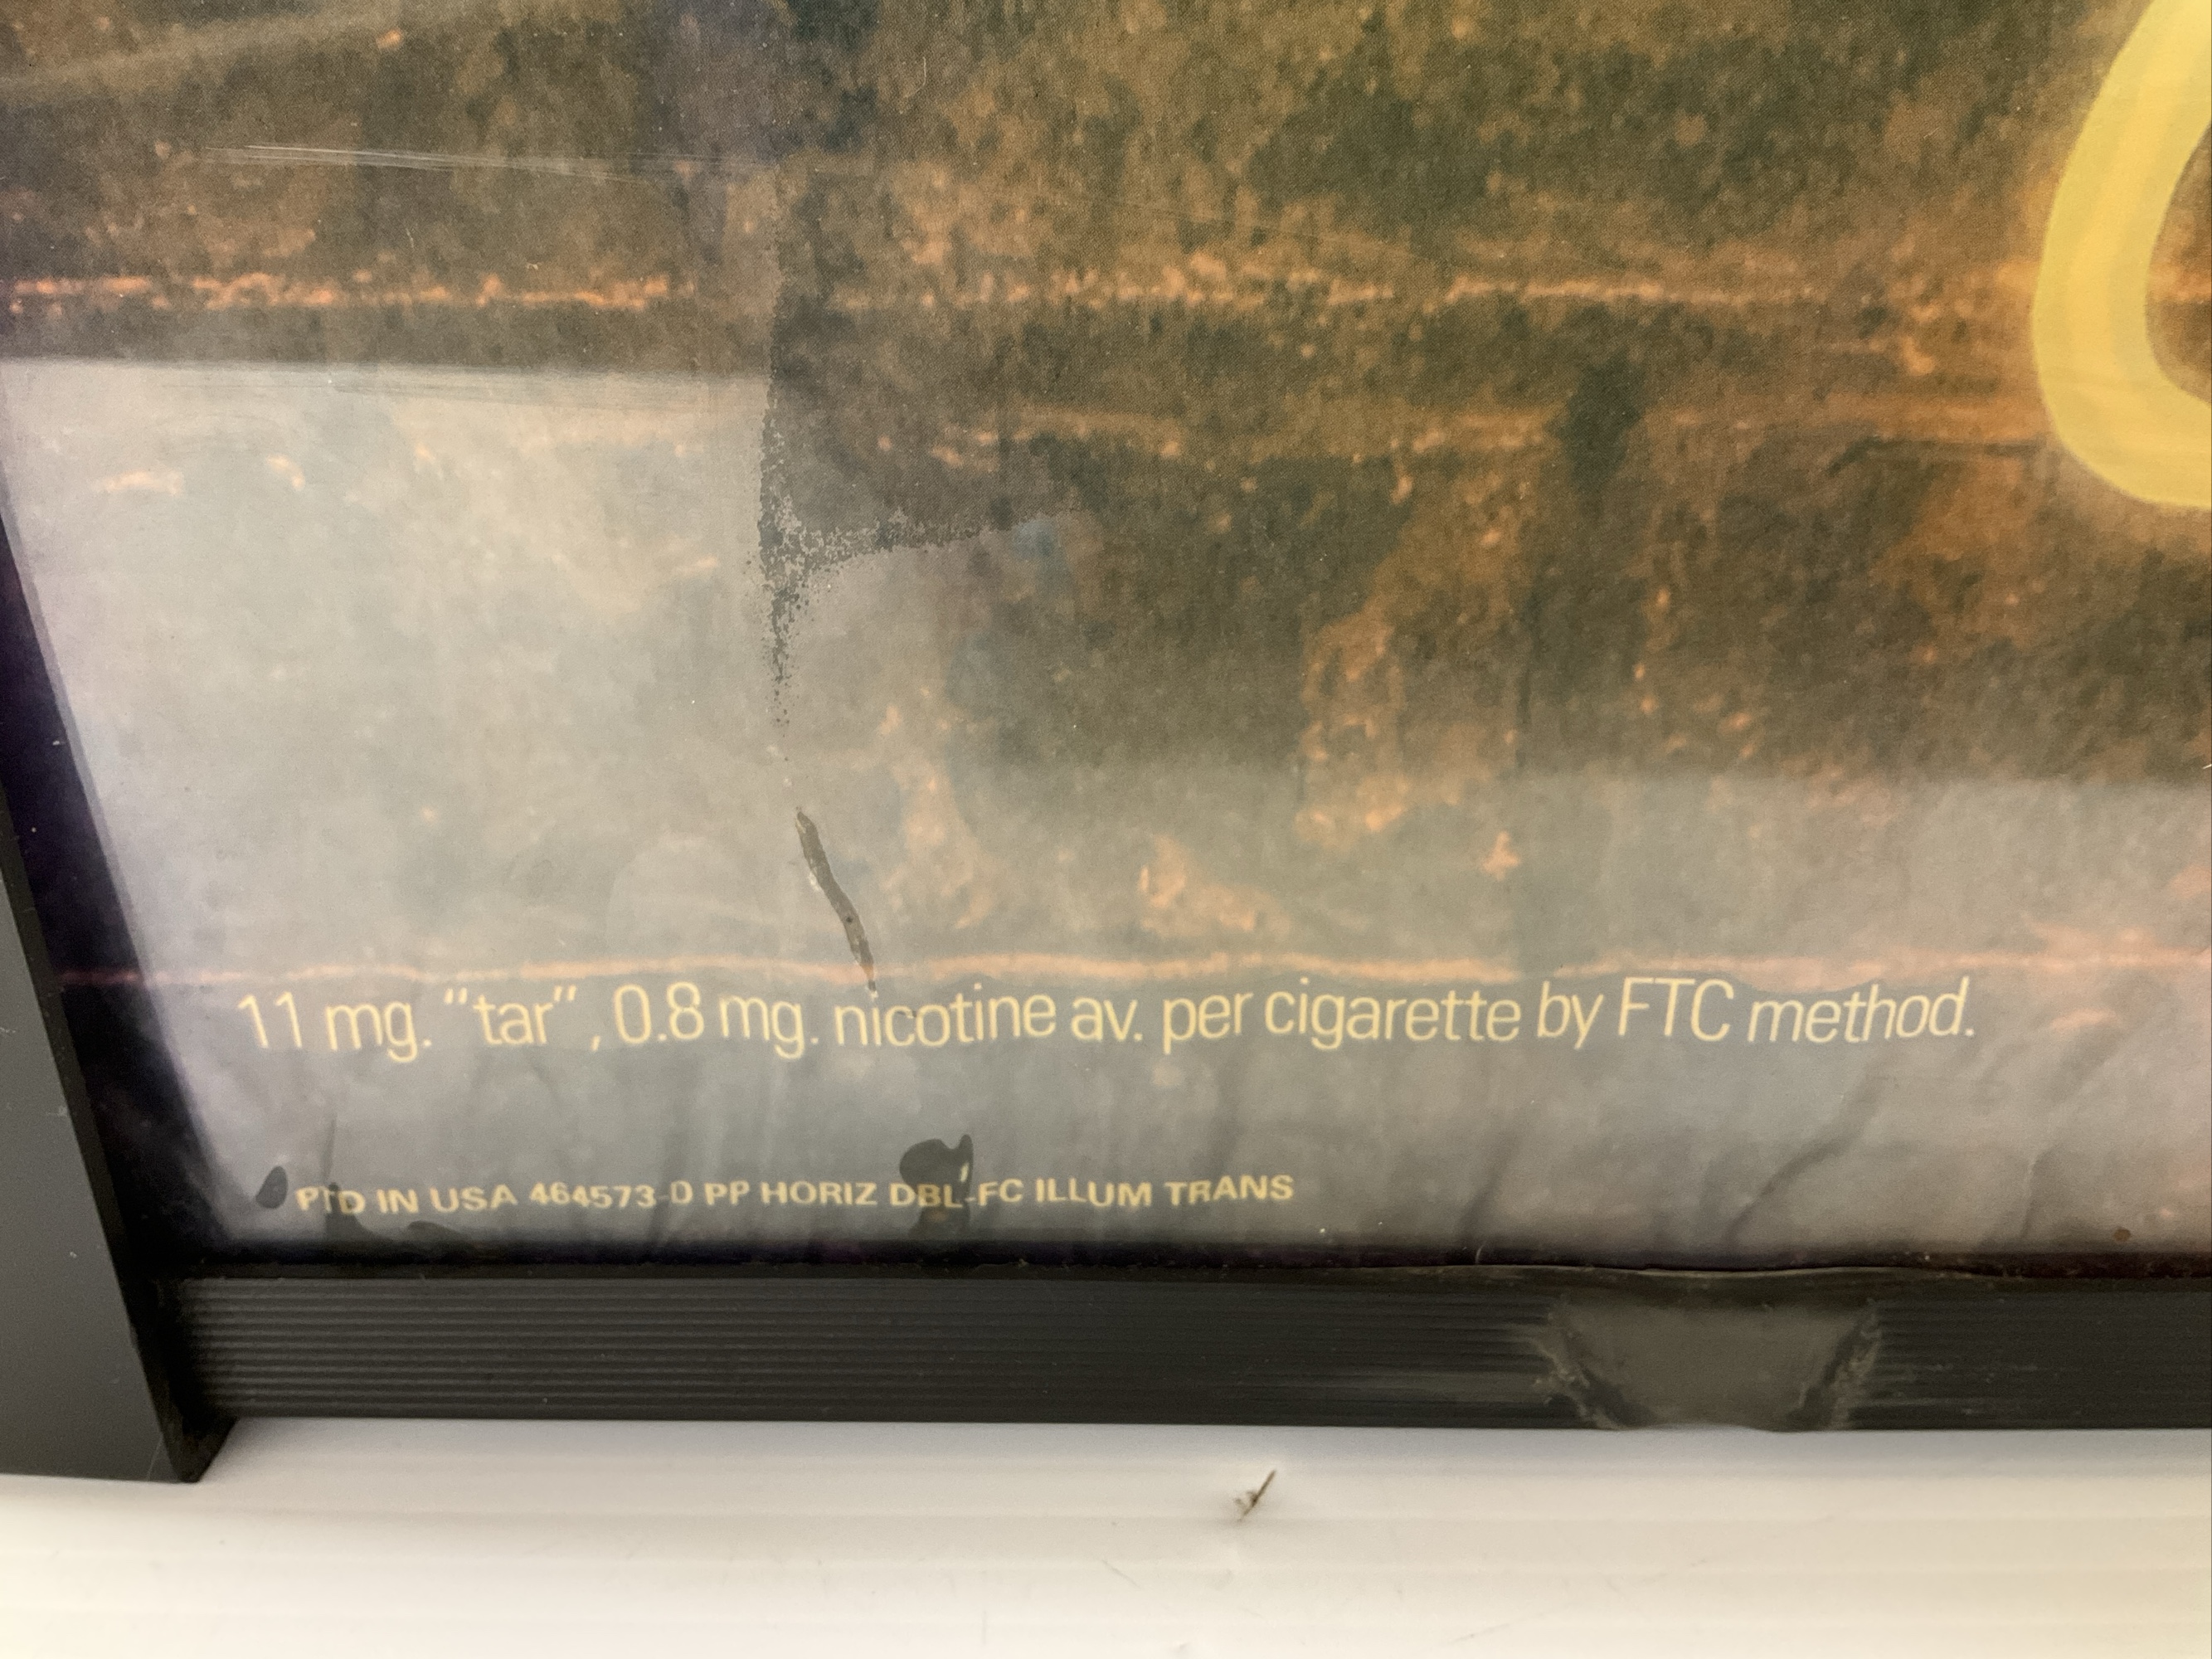 11 mg. "tar", 0.8 mg. nicotine av. per cigarette by FTC method.
PTD IN USA 464573-D PP HORIZ DBL-FC ILLUM TRANS